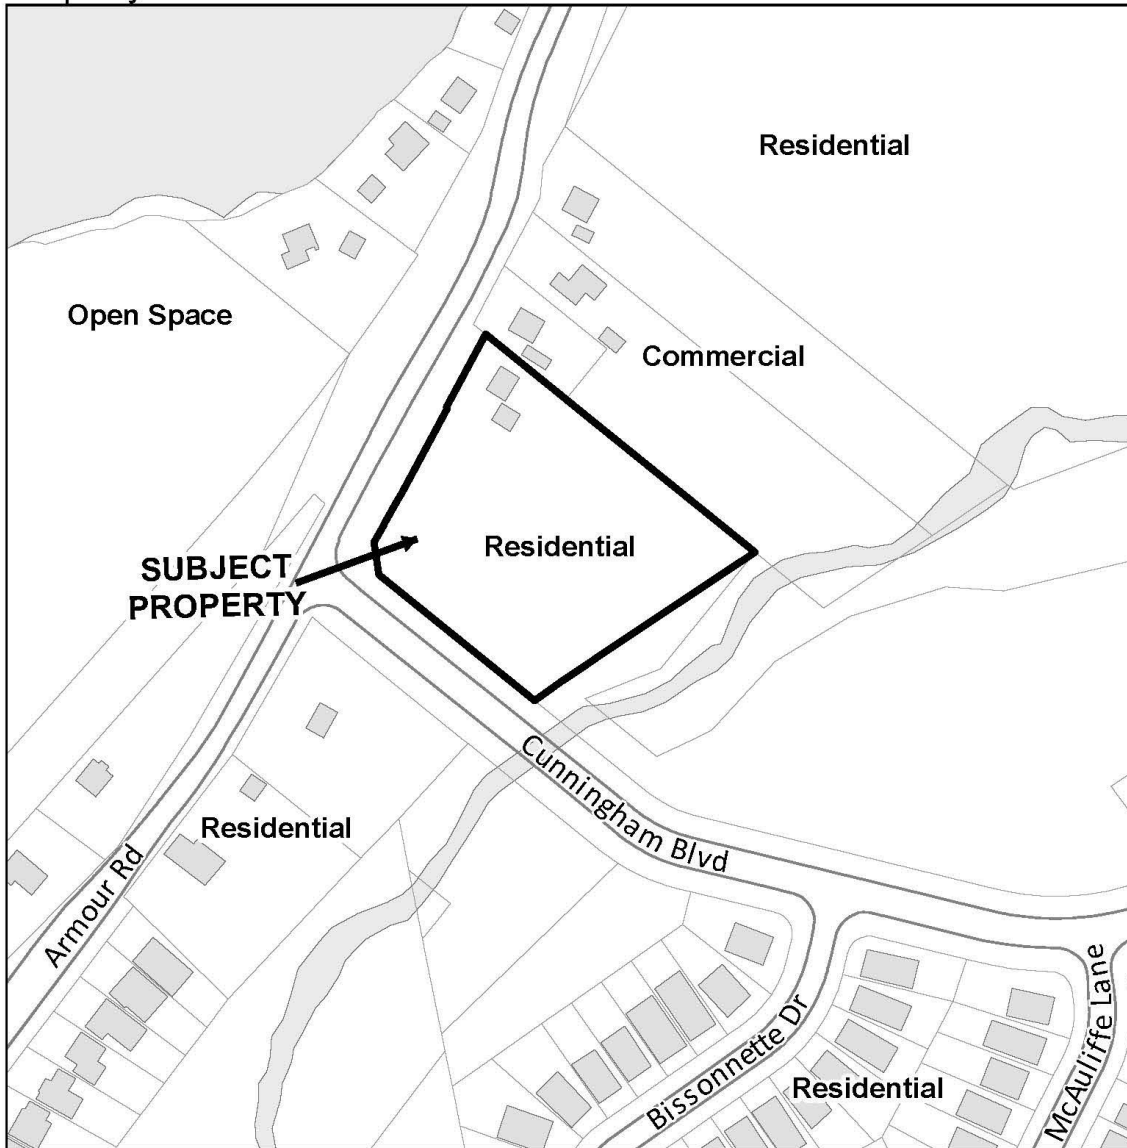 Residential
Open Space
Commercial
Residential
SUBJECT
PROPERTY
Cunningham Blvd
Residential
Armour Rd
McAuliffe Lane
Bissonnette Dr
Residential